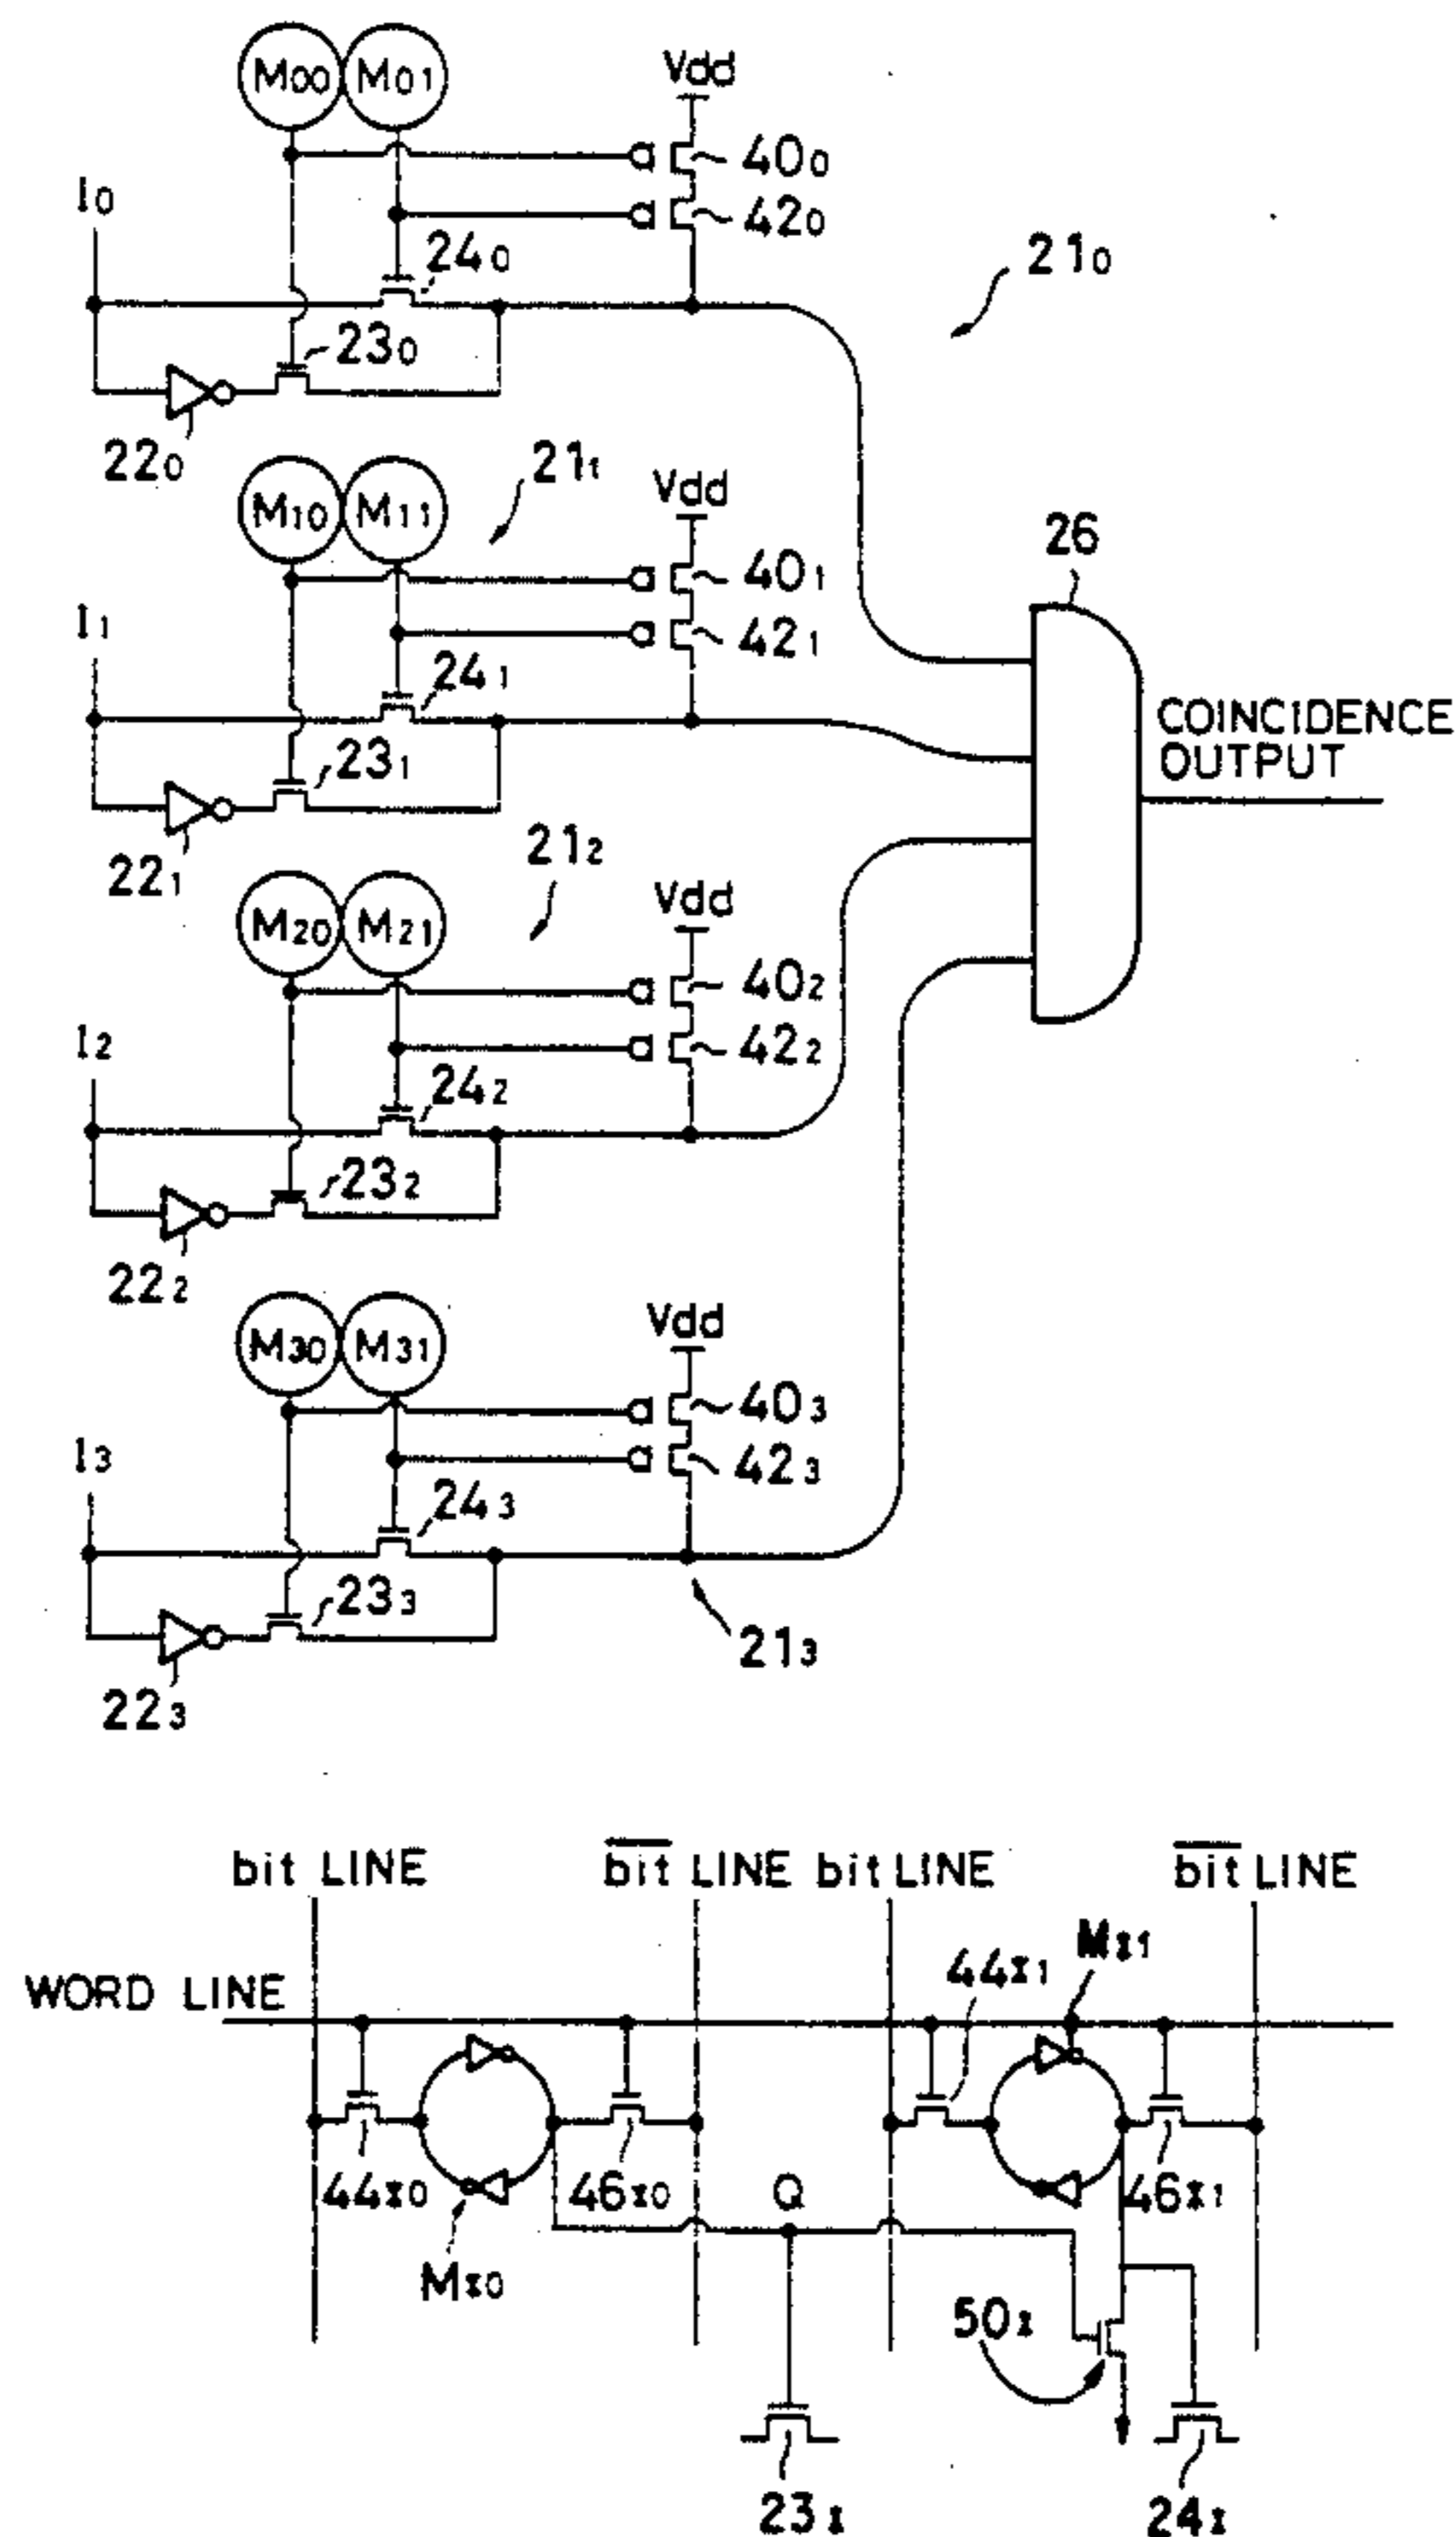 M00 M01
Vdd
40₀
I₀
42₀
24₀
21₀
23₀
22₀
21₁
M10 M11
Vdd
26
40₁
I₁
42₁
24₁
COINCIDENCE
OUTPUT
23₁
21₂
22₁
M20 M21
Vdd
40₂
I₂
42₂
24₂
23₂
22₂
M30 M31
Vdd
40₃
I₃
42₃
24₃
23₃
21₃
22₃
bit LINE b̅i̅t̅ LINE bit LINE b̅i̅t̅ LINE
Mx1
44x1
WORD LINE
44x0 46x0 Q 46x1
Mx0
50x
23x 24x